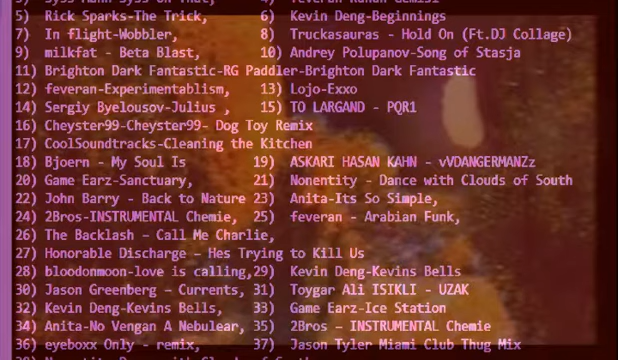 5) Rick Sparks-The Trick, 6) Kevin Deng-Beginnings
7) In flight-Wobbler, 8) Truckasauras - Hold On (Ft.DJ Collage)
9) milkfat - Beta Blast, 10) Andrey Polupanov-Song of Stasja
11) Brighton Dark Fantastic-RG Paddler-Brighton Dark Fantastic
12) feveran-Experimentablism, 13) Lojo-Exxo
14) Sergiy Byelousov-Julius , 15) TO LARGAND - PQR1
16) Cheyster99-Cheyster99- Dog Toy Remix
17) CoolSoundtracks-Cleaning the Kitchen
18) Bjoern - My Soul Is 19) ASKARI HASAN KAHN - vVDANGERMANZz
20) Game Earz-Sanctuary, 21) Nonentity - Dance with Clouds of South
22) John Barry - Back to Nature 23) Anita-Its So Simple,
24) 2Bros-INSTRUMENTAL Chemie, 25) feveran - Arabian Funk,
26) The Backlash - Call Me Charlie,
27) Honorable Discharge - Hes Trying to Kill Us
28) bloodonmoon-love is calling,29) Kevin Deng-Kevins Bells
30) Jason Greenberg - Currents, 31) Toygar Ali ISIKLI - UZAK
32) Kevin Deng-Kevins Bells, 33) Game Earz-Ice Station
34) Anita-No Vengan A Nebulear, 35) 2Bros - INSTRUMENTAL Chemie
36) eyeboxx Only - remix, 37) Jason Tyler Miami Club Thug Mix